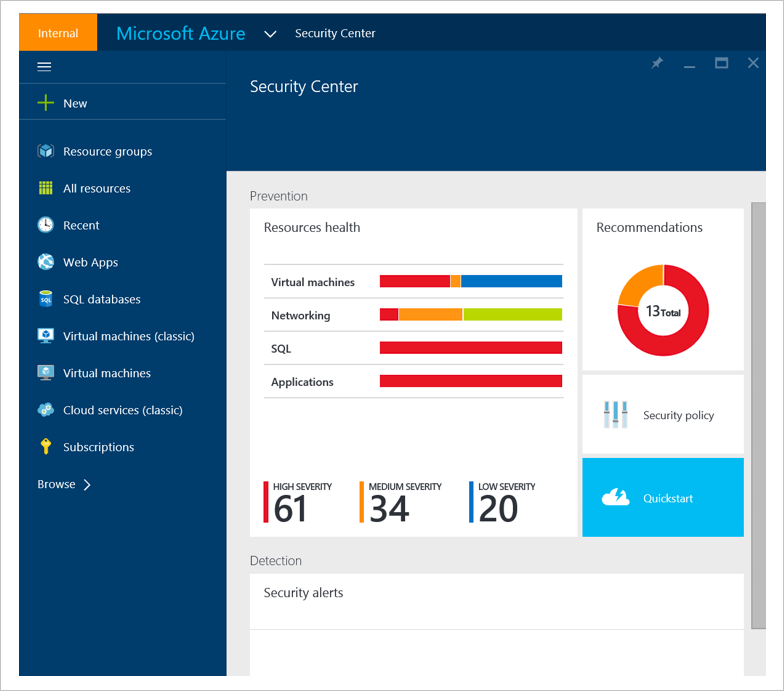 Internal
Microsoft Azure
Security Center
Security Center
New
Resource groups
All resources
Recent
Web Apps
SQL
SQL databases
Virtual machines (classic)
Virtual machines
Cloud services (classic)
Subscriptions
Browse
Prevention
Resources health
Virtual machines
Networking
SQL
Applications
HIGH SEVERITY
61
MEDIUM SEVERITY
34
LOW SEVERITY
20
Recommendations
13 Total
Security policy
Quickstart
Detection
Security alerts